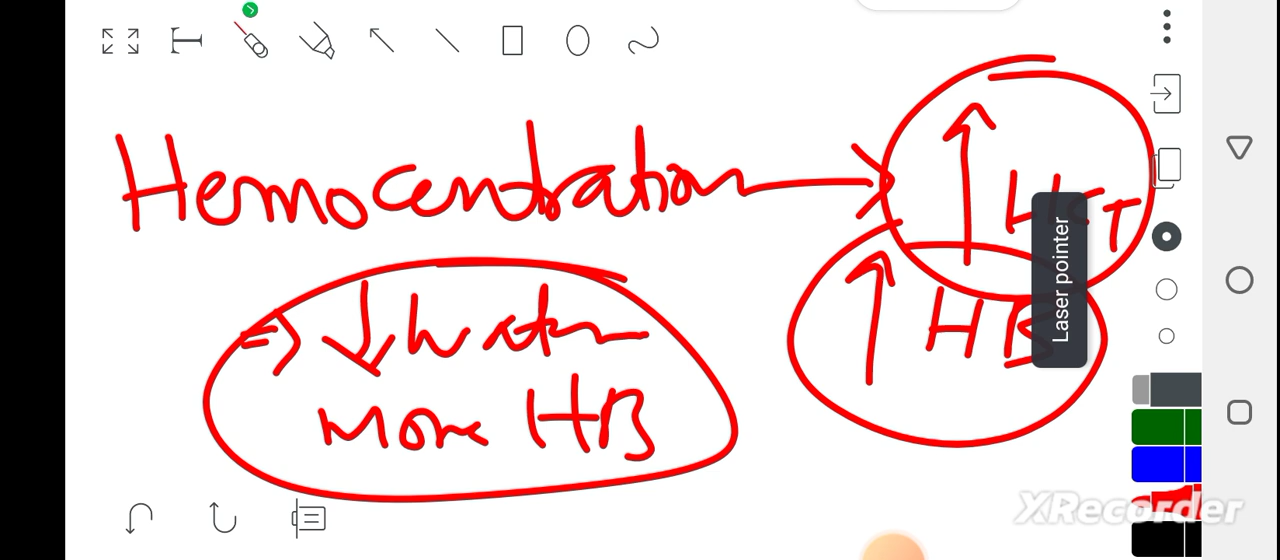 Hemocentration → ↑ HCT
↑ HB
⇒ ↓ Water
More HB
Laser pointer
XRecorder